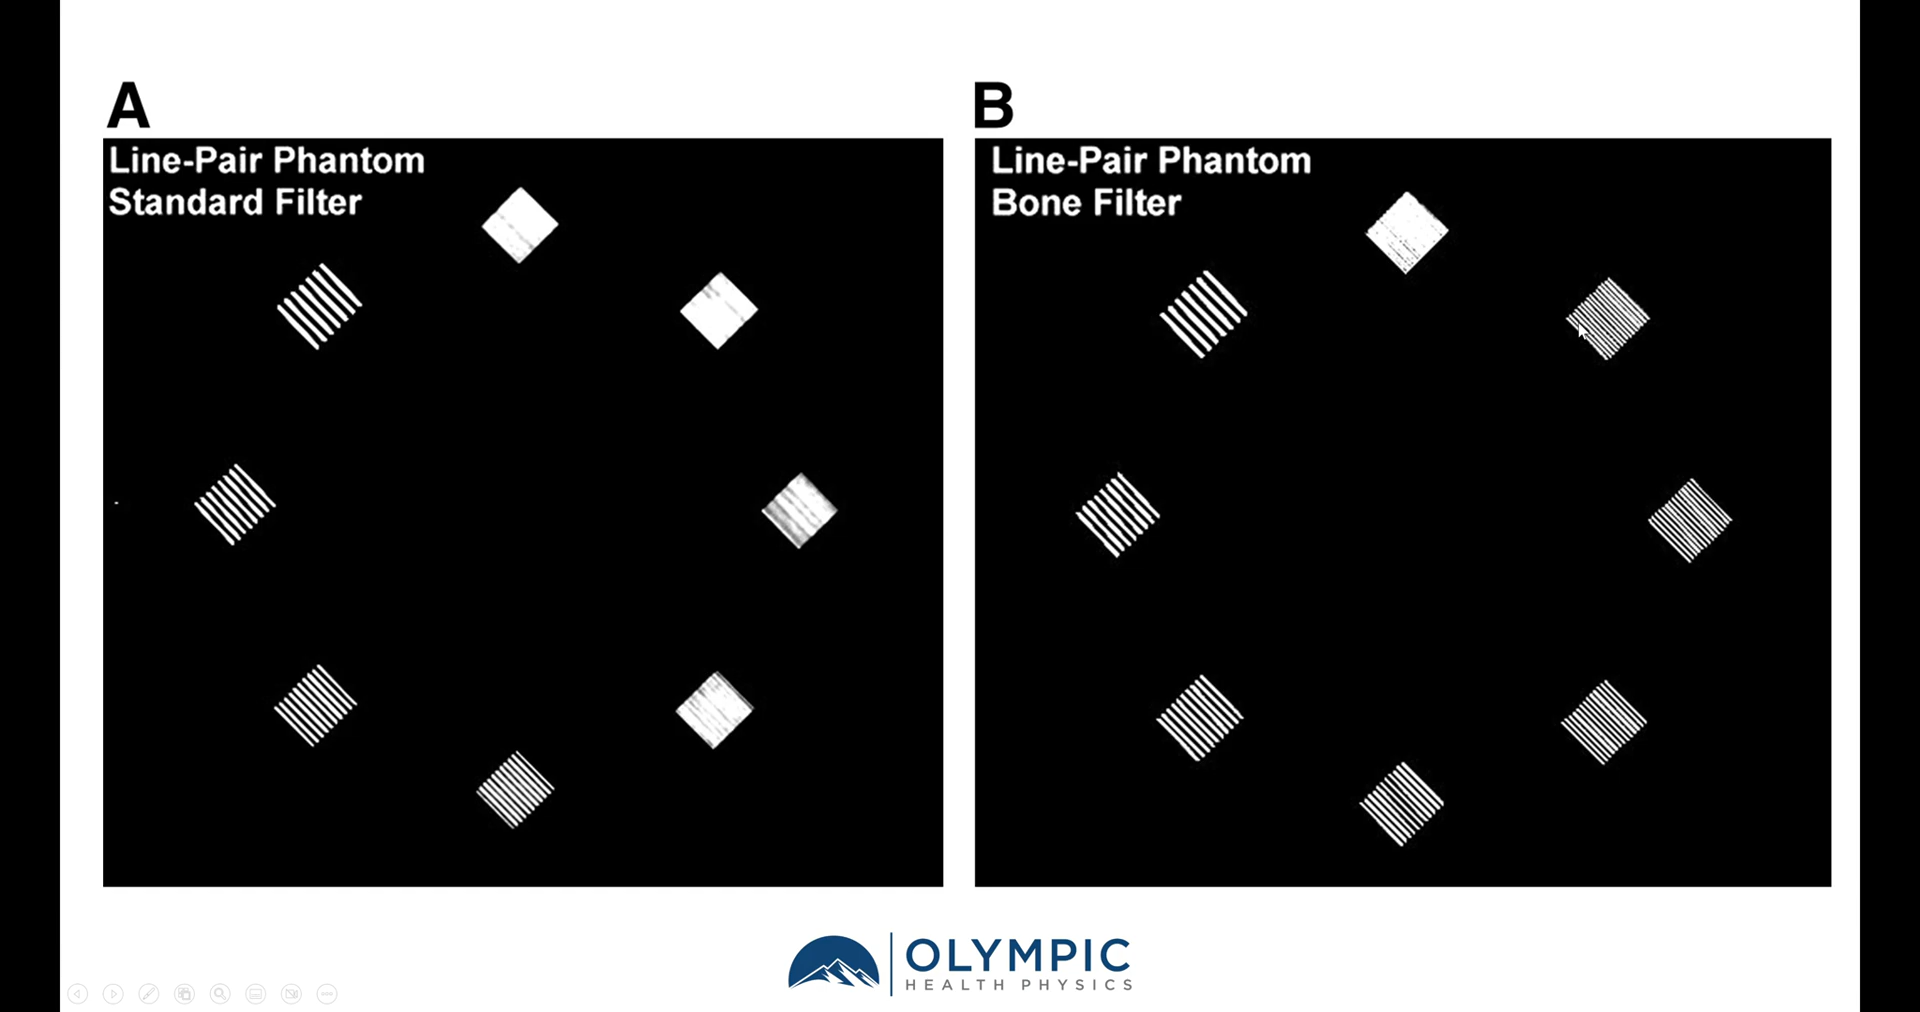 A
Line-Pair Phantom
Standard Filter
B
Line-Pair Phantom
Bone Filter
OLYMPIC
HEALTH PHYSICS